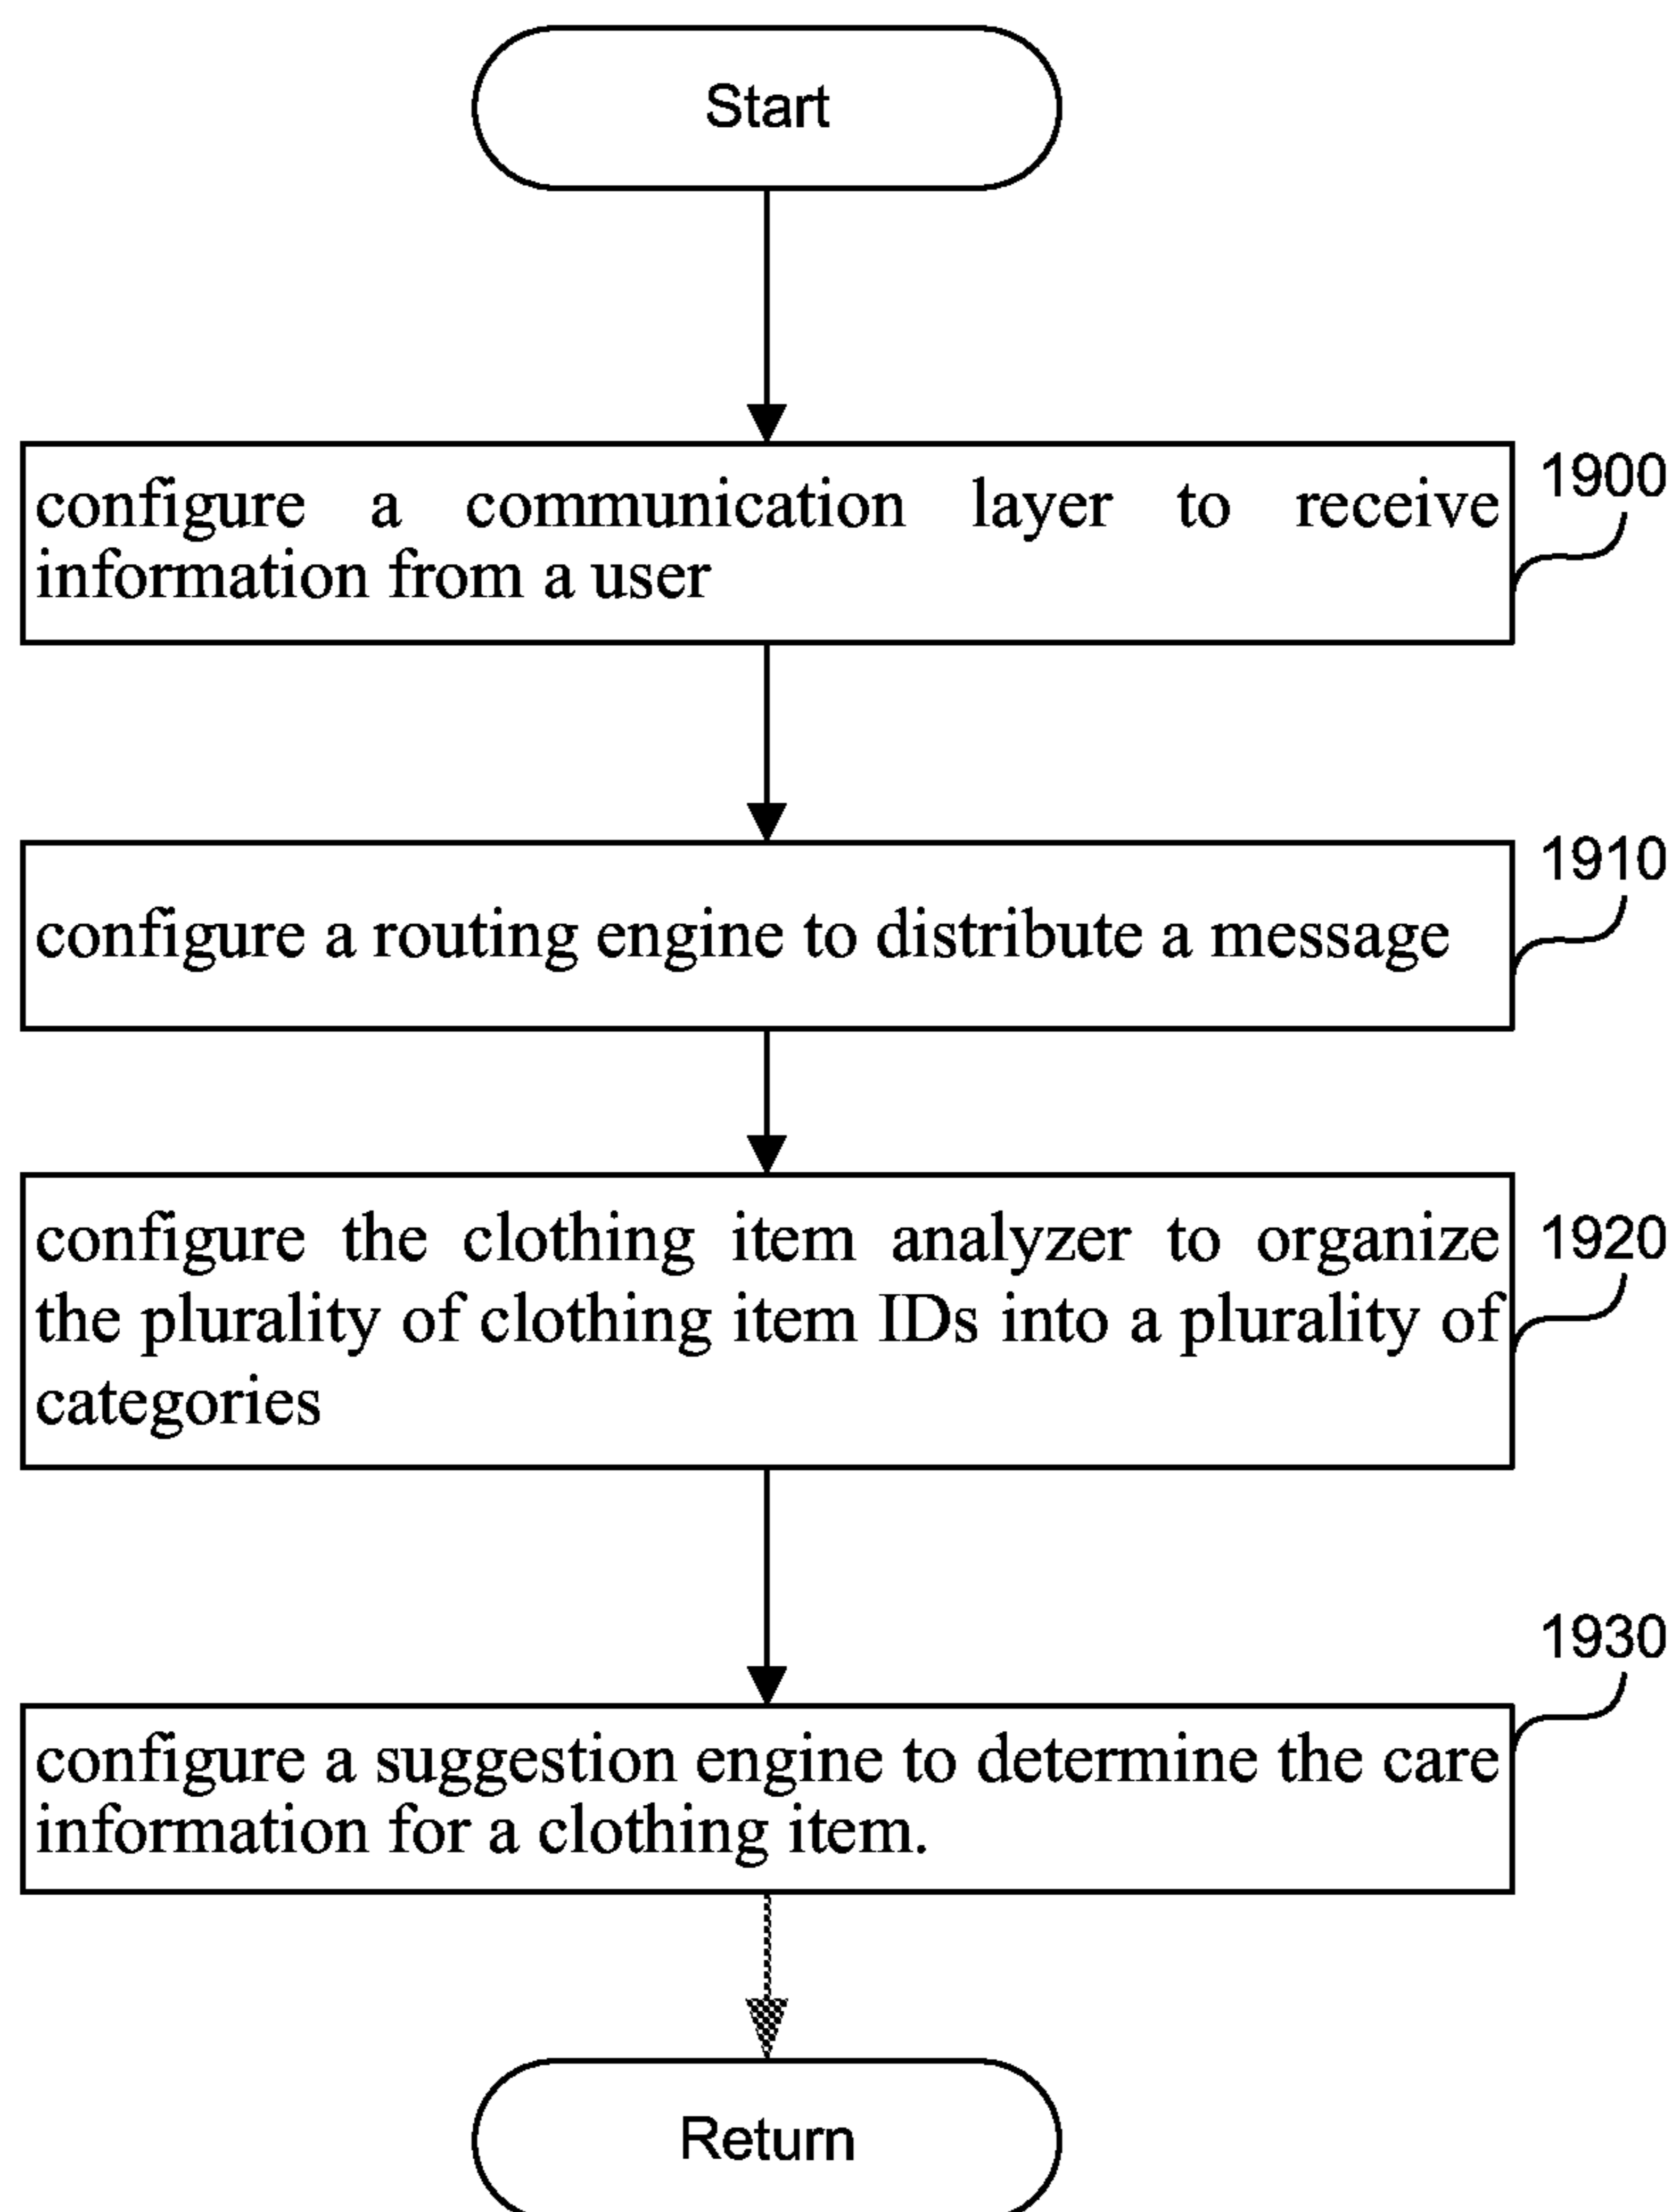 Start
configure a communication layer to receive
information from a user
1900
configure a routing engine to distribute a message
1910
configure the clothing item analyzer to organize
the plurality of clothing item IDs into a plurality of
categories
1920
configure a suggestion engine to determine the care
information for a clothing item.
1930
Return